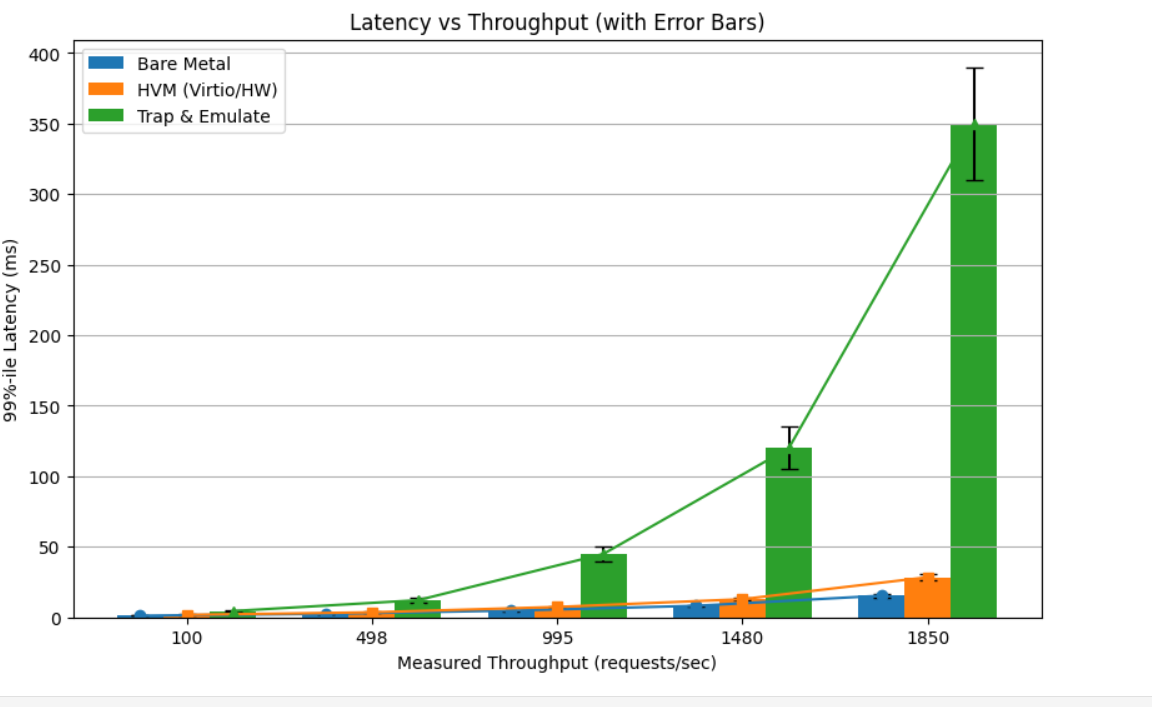 Latency vs Throughput (with Error Bars)
400
350
300
250
200
150
100
50
0
99%-ile Latency (ms)
Bare Metal
HVM (Virtio/HW)
Trap & Emulate
100 498 995 1480 1850
Measured Throughput (requests/sec)